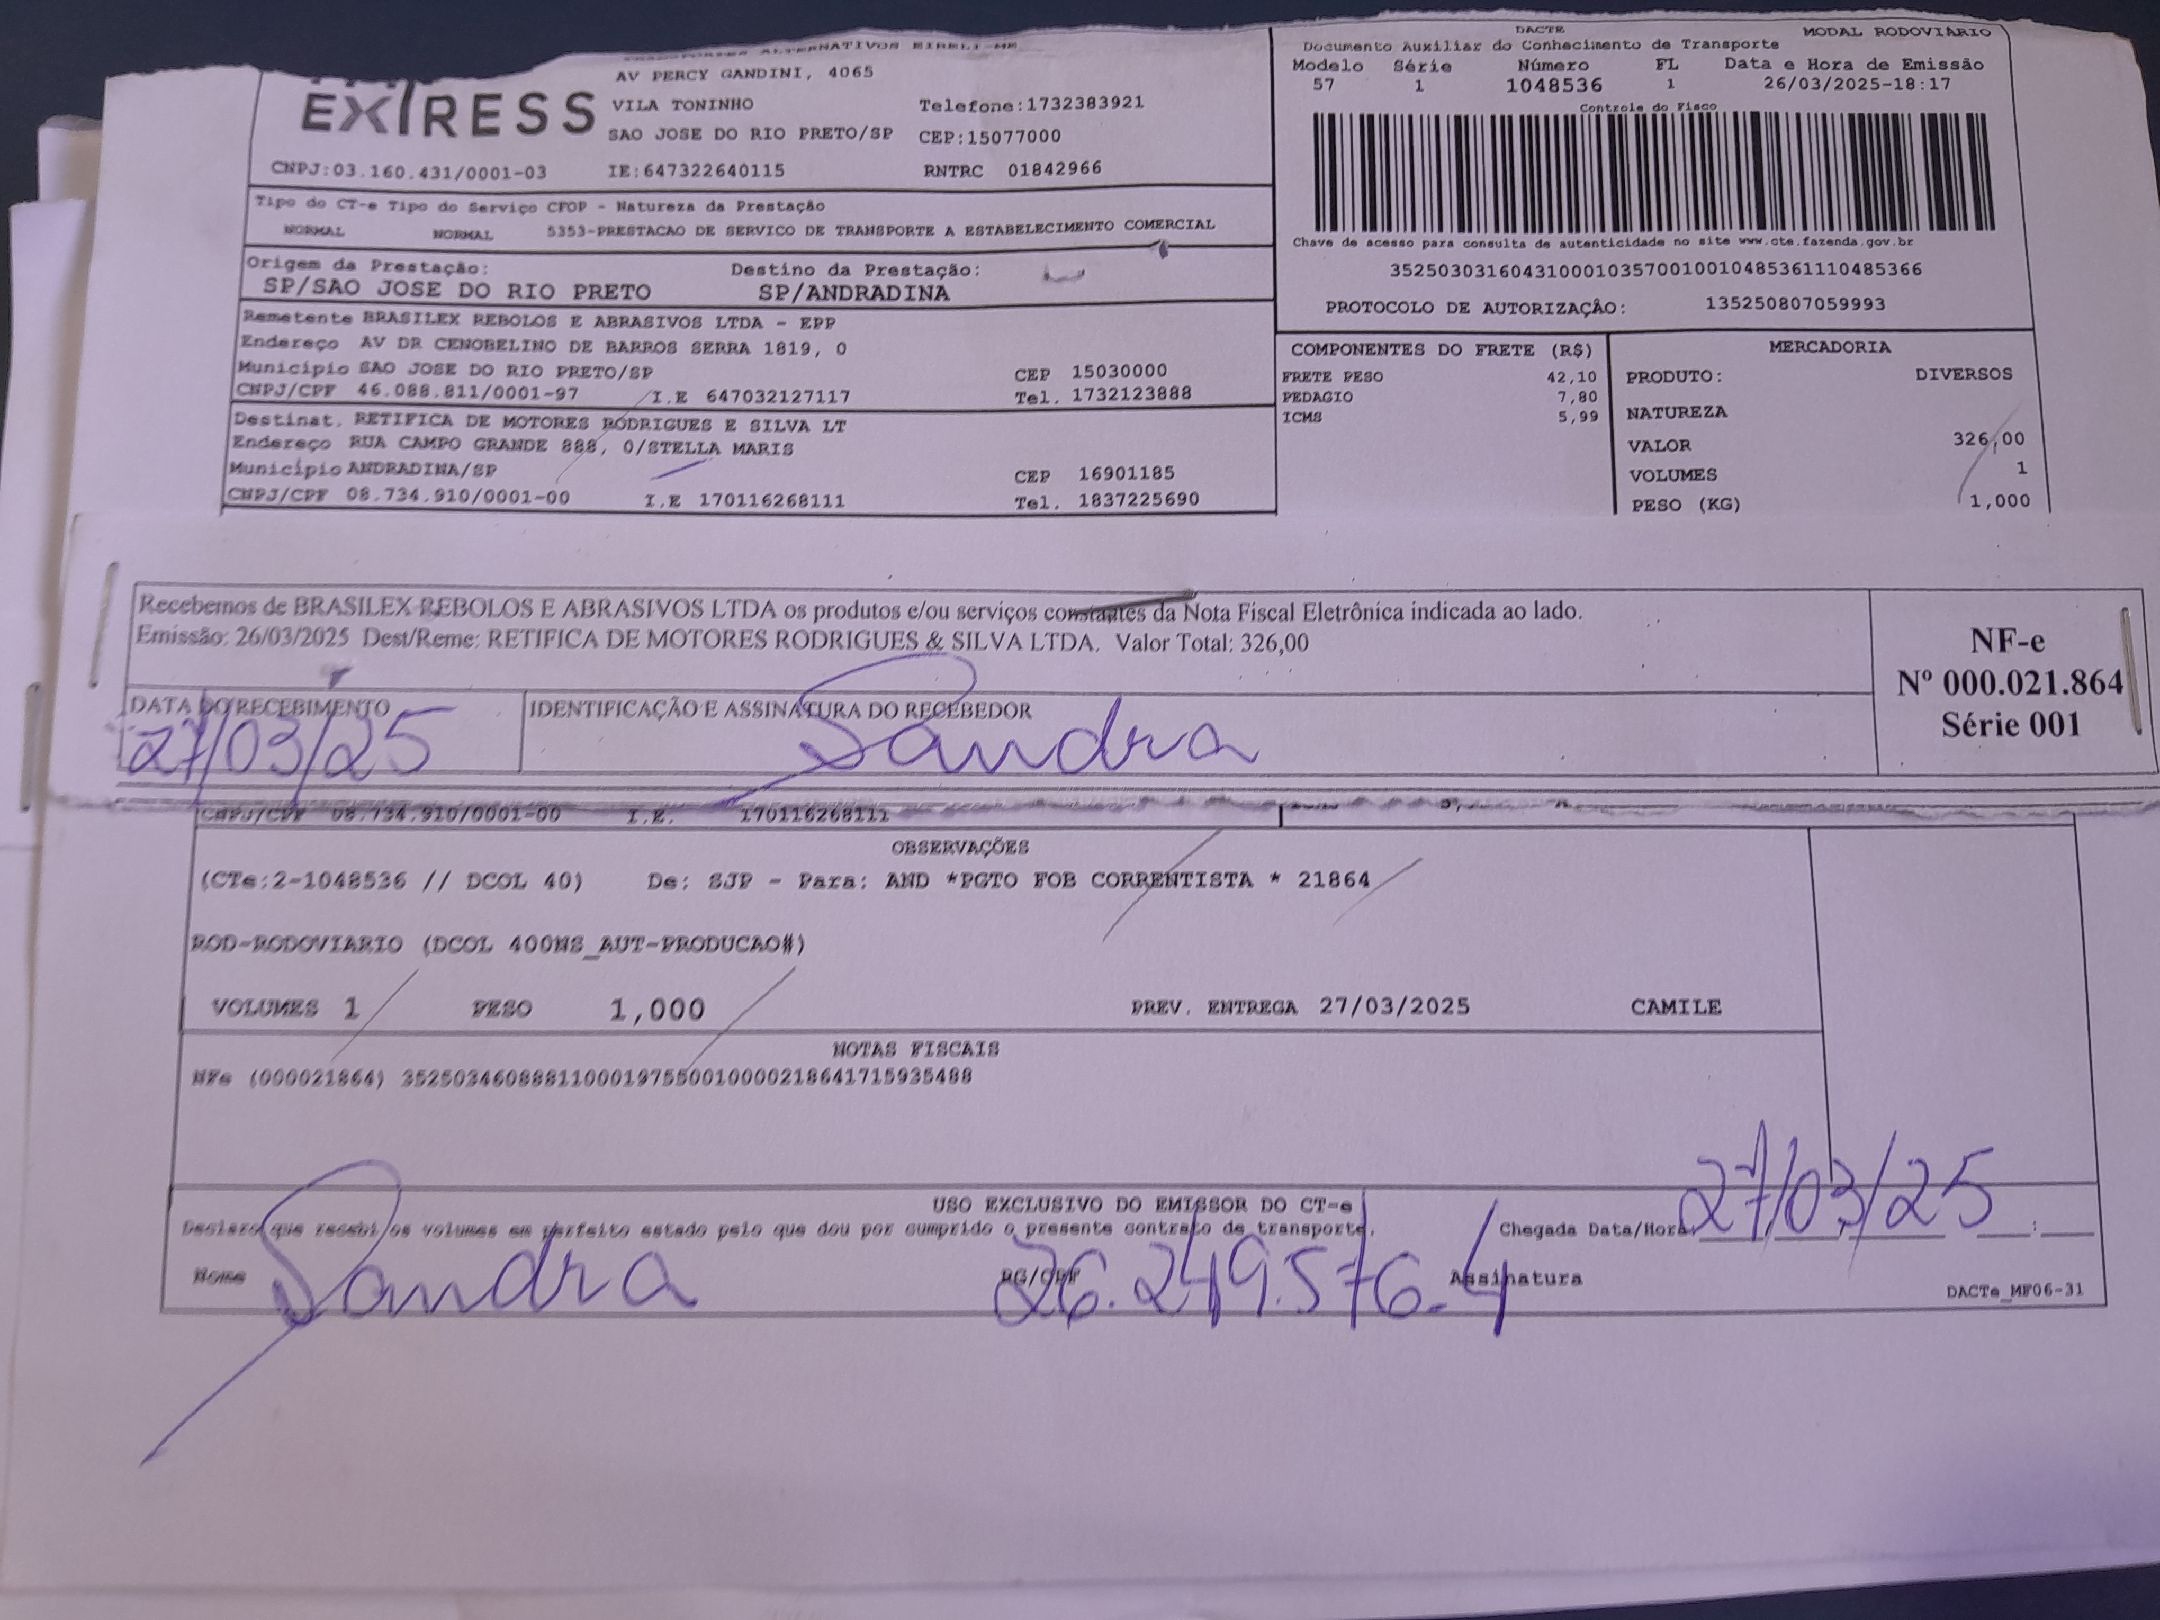 ALTERNATIVOS EIRELI-ME
EXPRESS
AV PERCY GANDINI, 4065
VILA TONINHO
Telefone:1732383921
SAO JOSE DO RIO PRETO/SP CEP:15077000
CNPJ:03.160.431/0001-03 IE:647322640115 RNTRC 01842966
Tipo do CT-e Tipo do Serviço CFOP - Natureza da Prestação
NORMAL NORMAL 5353-PRESTACAO DE SERVICO DE TRANSPORTE A ESTABELECIMENTO COMERCIAL
Origem da Prestação: Destino da Prestação:
SP/SAO JOSE DO RIO PRETO SP/ANDRADINA
Remetente BRASILEX REBOLOS E ABRASIVOS LTDA - EPP
Endereço AV DR CENOBELINO DE BARROS SERRA 1819, 0
Município SAO JOSE DO RIO PRETO/SP CEP 15030000
CNPJ/CPF 46.088.811/0001-97 I.E 647032127117 Tel. 1732123888
Destinat. RETIFICA DE MOTORES RODRIGUES E SILVA LT
Endereço RUA CAMPO GRANDE 888, 0/STELLA MARIS
Município ANDRADINA/SP CEP 16901185
CNPJ/CPF 08.734.910/0001-00 I.E 170116268111 Tel. 1837225690
DACTE MODAL RODOVIÁRIO
Documento Auxiliar do Conhecimento de Transporte
Modelo Série Número FL Data e Hora de Emissão
57 1 1048536 1 26/03/2025-18:17
Controle do Fisco
Chave de acesso para consulta de autenticidade no site www.cte.fazenda.gov.br
35250303160431000103570010010485361110485366
PROTOCOLO DE AUTORIZAÇÂO: 135250807059993
COMPONENTES DO FRETE (R$)
FRETE PESO 42,10
PEDAGIO 7,80
ICMS 5,99
MERCADORIA
PRODUTO: DIVERSOS
NATUREZA
VALOR 326,00
VOLUMES 1
PESO (KG) 1,000
Recebemos de BRASILEX REBOLOS E ABRASIVOS LTDA os produtos e/ou serviços constantes da Nota Fiscal Eletrônica indicada ao lado.
Emissão: 26/03/2025 Dest/Reme: RETIFICA DE MOTORES RODRIGUES & SILVA LTDA. Valor Total: 326,00
DATA DO RECEBIMENTO IDENTIFICAÇÃO E ASSINATURA DO RECEBEDOR
27/03/25 Sandra
NF-e
Nº 000.021.864
Série 001
CNPJ/CPF 08.734.910/0001-00 I.E. 170116268111
OBSERVAÇÕES
(CTe:2-1048536 // DCOL 40) De: SJP - Para: AND *PGTO FOB CORRENTISTA * 21864
ROD-RODOVIARIO (DCOL 400NS_AUT-PRODUCAO#)
VOLUMES 1 PESO 1,000 PREV. ENTREGA 27/03/2025 CAMILE
NOTAS FISCAIS
NFe (000021864) 35250346088811000197550010000218641715935488
USO EXCLUSIVO DO EMISSOR DO CT-e
Declaro que recebi os volumes em perfeito estado pelo que dou por cumprido o presente contrato de transporte. Chegada Data/Hora 27/03/25 :
Nome Sandra RG/CPF 26.249.576-4 Assinatura
DACTe_MF06-31